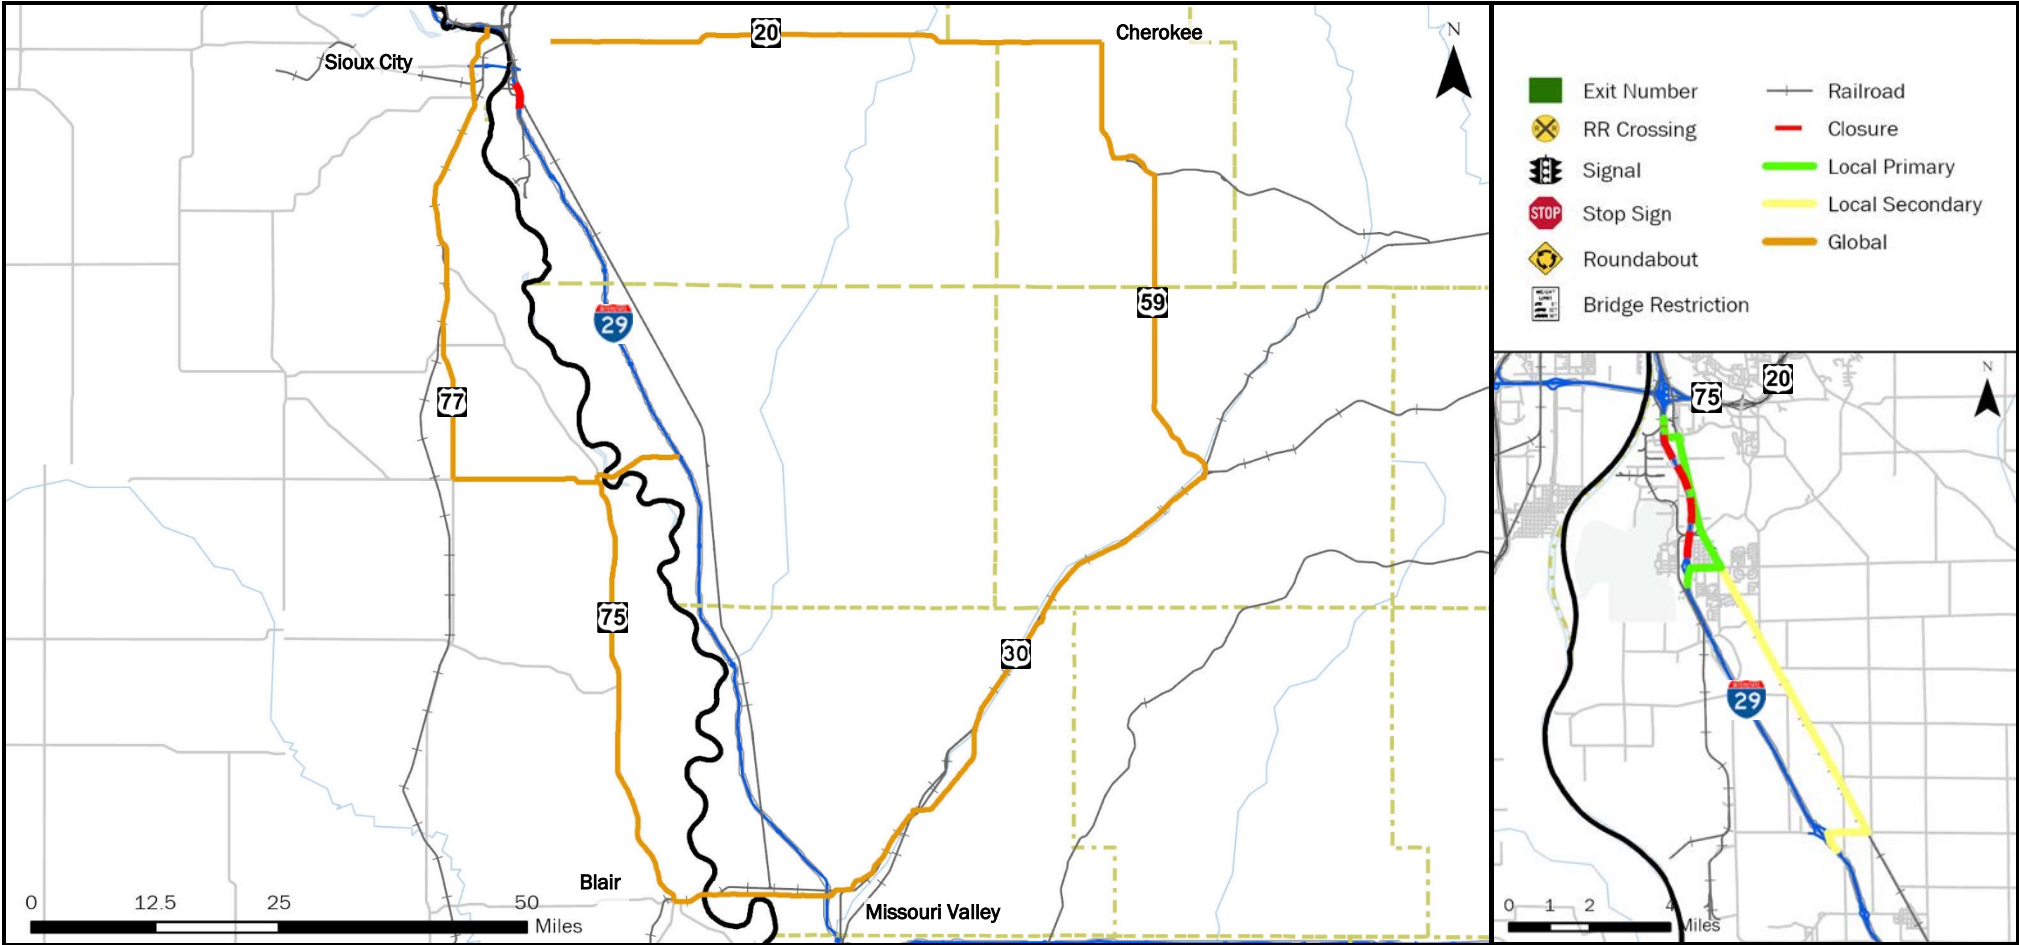 20
Cherokee
N
Sioux City
59
29
77
75
30
Blair
Missouri Valley
0 12.5 25 50
Miles
Exit Number
RR Crossing
Signal
STOP Stop Sign
Roundabout
Bridge Restriction
Railroad
Closure
Local Primary
Local Secondary
Global
75
20
N
29
0 1 2 4
Miles